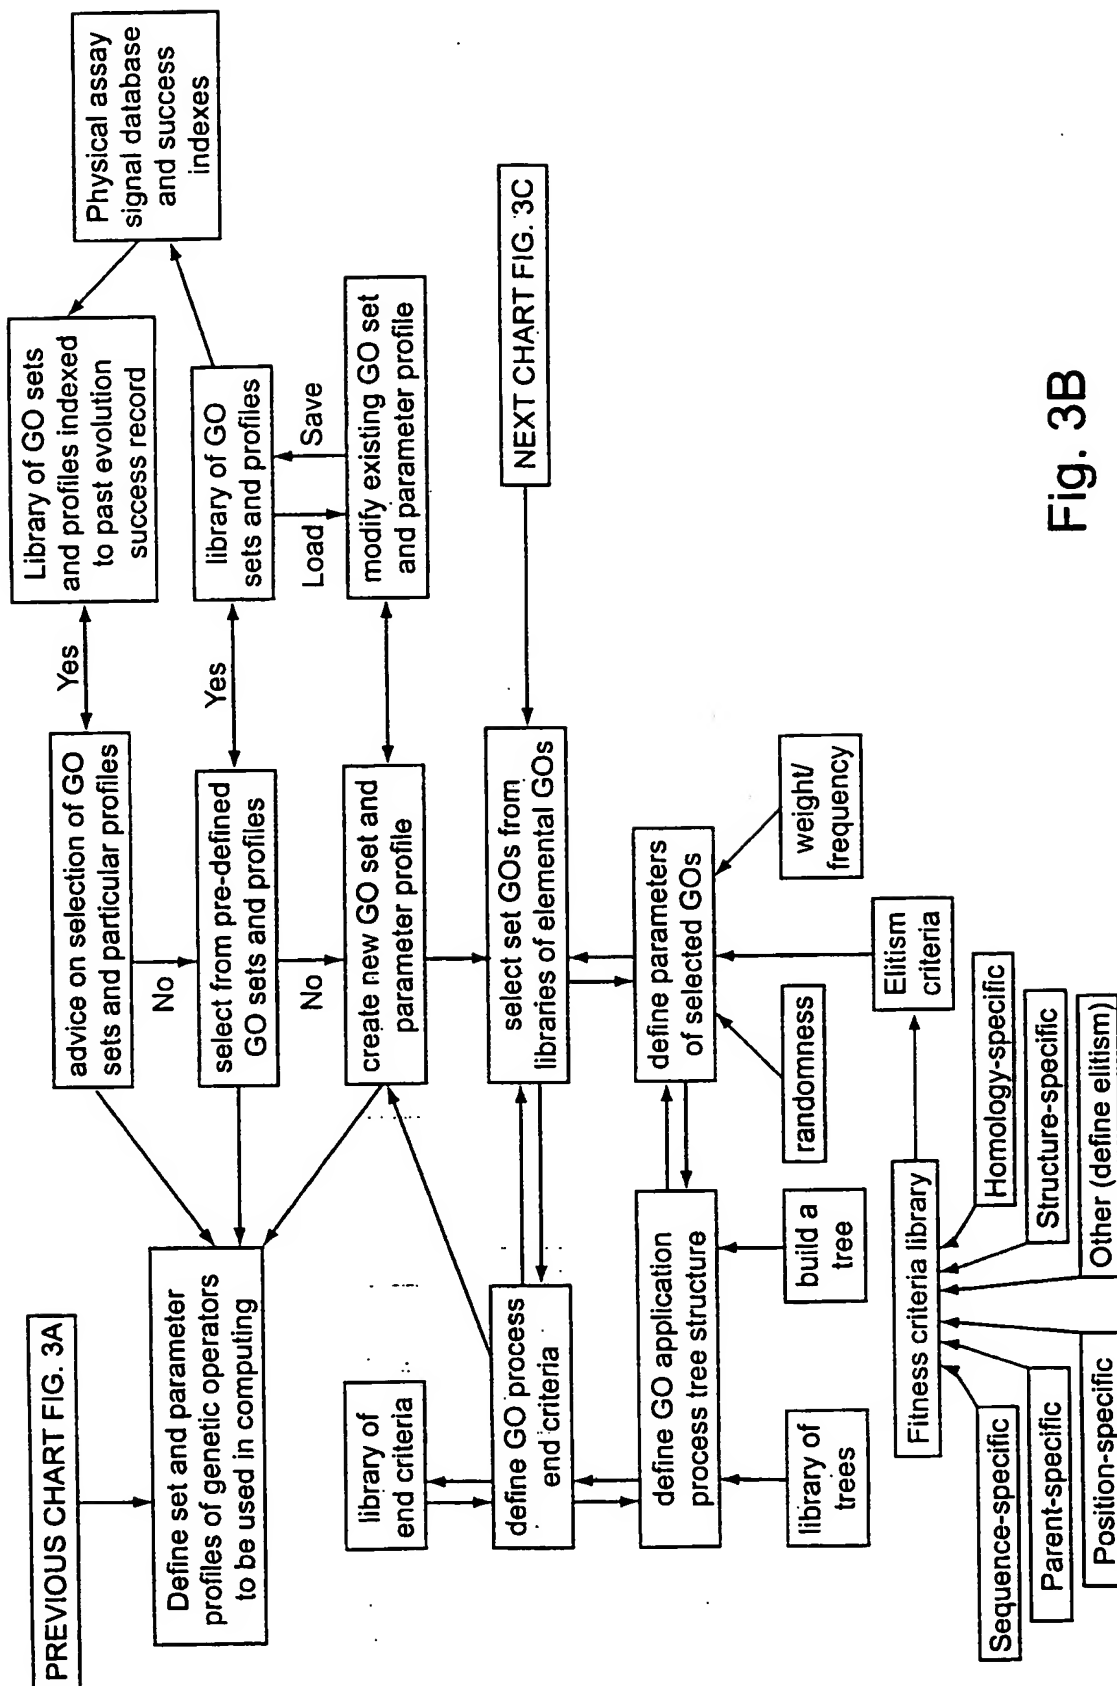 PREVIOUS CHART FIG. 3A
Define set and parameter
profiles of genetic operators
to be used in computing
advice on selection of GO
sets and particular profiles
Yes
Library of GO sets
and profiles indexed
to past evolution
success record
Physical assay
signal database
and success
indexes
No
select from pre-defined
GO sets and profiles
Yes
library of GO
sets and profiles
No
Load
Save
create new GO set and
parameter profile
modify existing GO set
and parameter profile
library of
end criteria
define GO process
end criteria
select set GOs from
libraries of elemental GOs
NEXT CHART FIG. 3C
define GO application
process tree structure
define parameters
of selected GOs
library of
trees
build a
tree
randomness
weight/
frequency
Elitism
criteria
Fitness criteria library
Sequence-specific
Parent-specific
Position-specific
Homology-specific
Structure-specific
Other (define elitism)
Fig. 3B